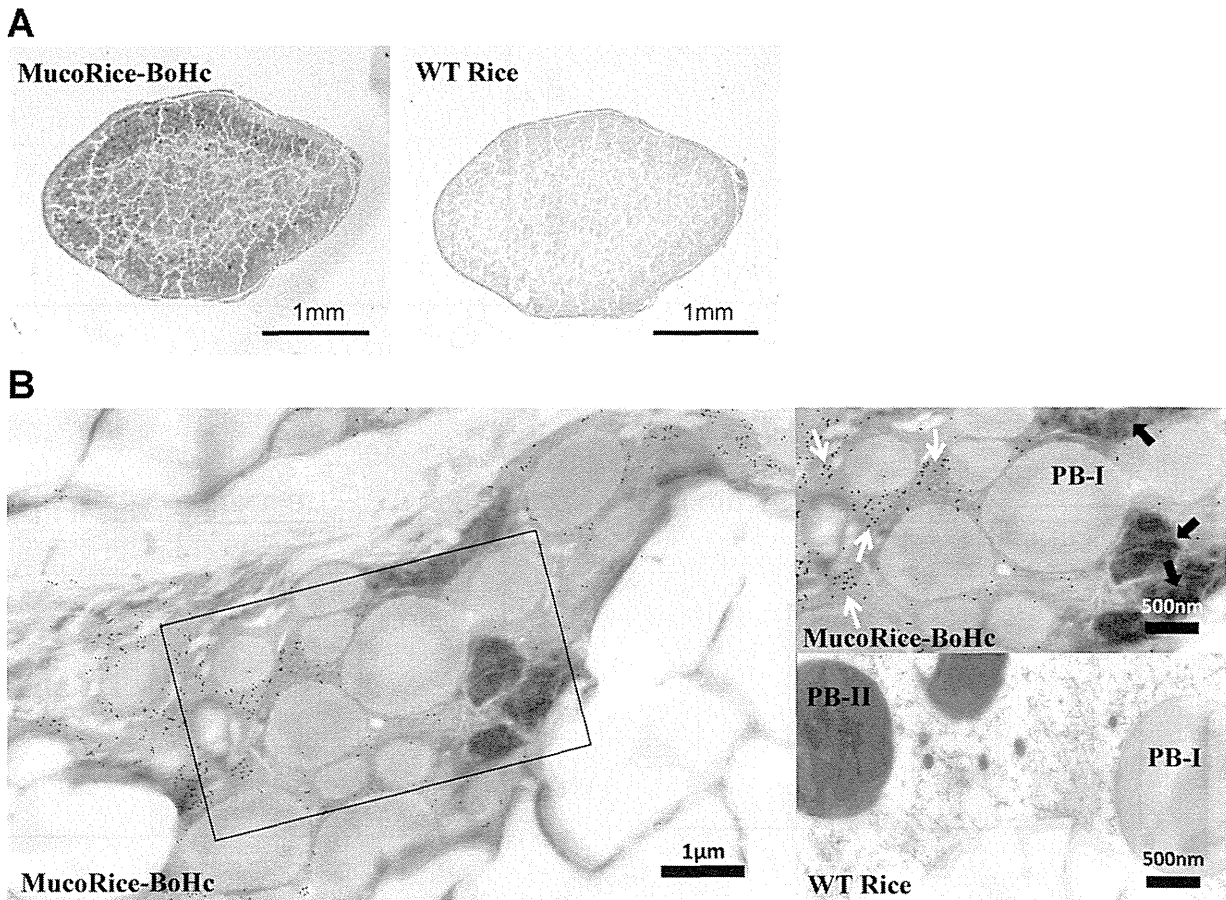 A
MucoRice-BoHc
WT Rice
1mm
1mm
B
PB-I
500nm
MucoRice-BoHc
PB-II
PB-I
1μm
500nm
MucoRice-BoHc
WT Rice